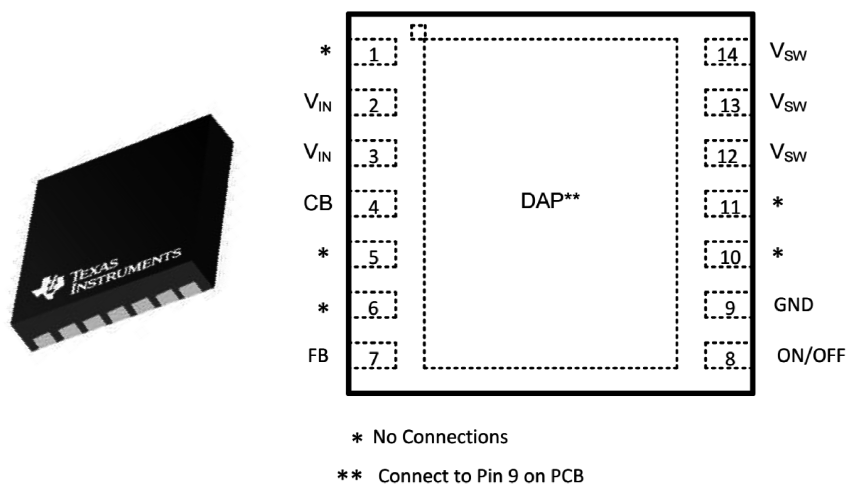 * 1 14 VSW
VIN 2 13 VSW
VIN 3 12 VSW
CB 4 DAP** 11 *
* 5 10 *
* 6 9 GND
FB 7 8 ON/OFF
TEXAS
INSTRUMENTS
* No Connections
** Connect to Pin 9 on PCB